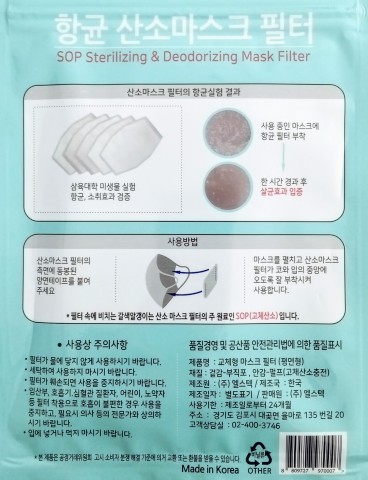 항균 산소마스크 필터
SOP Sterilizing & Deodorizing Mask Filter
산소마스크 필터의 항균실험 결과
사용 중인 마스크에
항균 필터 부착
삼육대학 미생물 실험
항균, 소취효과 검증
한 시간 경과 후
살균효과 입증
사용방법
산소마스크 필터의
측면에 동봉된
양면테이프를 붙여
주세요
마스크를 펼치고 산소마스크
필터가 코와 입의 중앙에
오도록 잘 부착시켜
사용합니다.
* 필터 속에 비치는 갈색알갱이는 산소 마스크 필터의 주 원료인 SOP(고체산소)입니다.
● 사용상 주의사항
• 필터가 물에 닿지 않게 사용하시기 바랍니다.
• 세탁하여 사용하지 마시기 바랍니다.
• 필터가 훼손되면 사용을 중지하시기 바랍니다.
• 임산부, 호흡기,심혈관 질환자, 어린이, 노약자
등 필터 착용으로 호흡이 불편한 경우 사용을
중지하고, 필요시 의사 등의 전문가와 상의하
시기 바랍니다.
• 입에 넣거나 먹지 마시기 바랍니다.
품질경영 및 공산품 안전관리법에 의한 품질표시
제품명 : 교체형 마스크 필터 (평면형)
재질 : 겉감-부직포 , 안감-펄프(고체산소충전)
제조원 : (주) 엘스텍 / 제조국 : 한국
제조일자 : 별도표기 / 판매원 : (주) 엘스텍
사용기한 : 제조일로부터 24개월
주소 : 경기도 김포시 대곶면 율마로 135 번길 20
고객상담실 : 02-400-3746
* 본 제품은 공정거래위원회 고시 소비자 분쟁 해결 기준에 의거 교환 또는 환불을 받을 수 있습니다.
Made in Korea
비닐류
OTHER
8 809727 970007